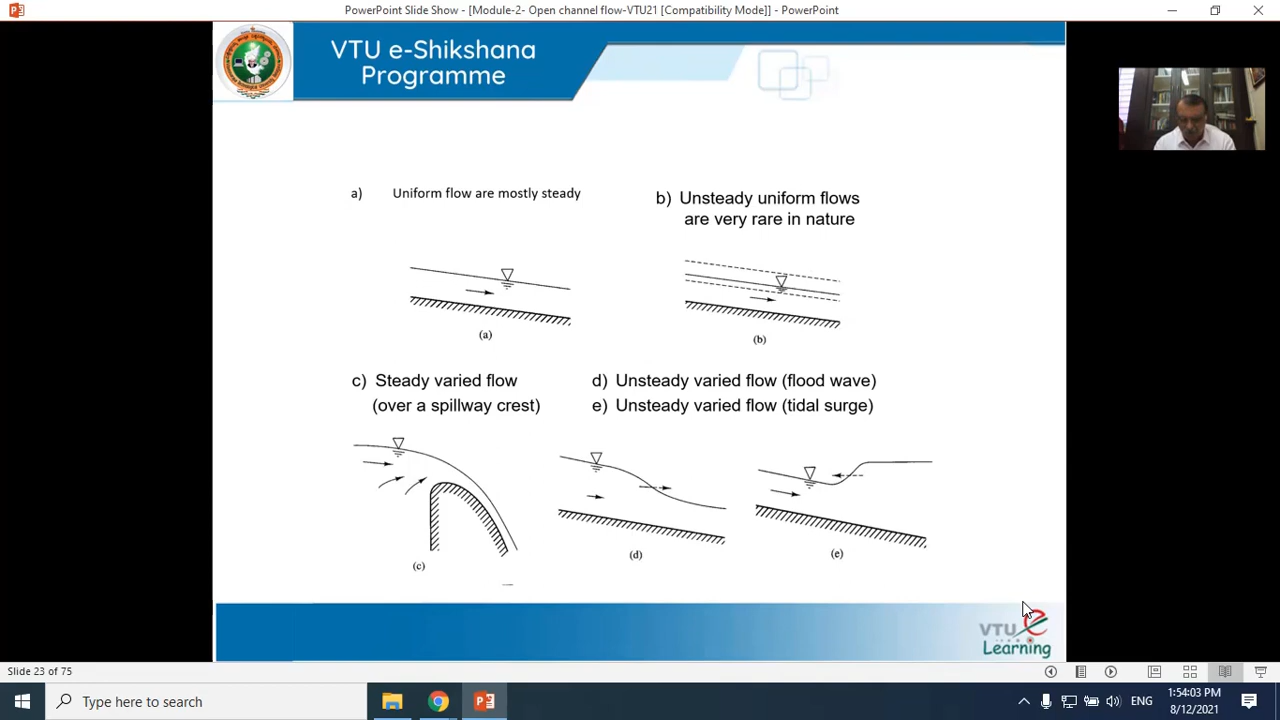 PowerPoint Slide Show - [Module-2- Open channel flow-VTU21 [Compatibility Mode]] - PowerPoint
VTU e-Shikshana
Programme
a) Uniform flow are mostly steady
b) Unsteady uniform flows
are very rare in nature
(a)
(b)
c) Steady varied flow
(over a spillway crest)
d) Unsteady varied flow (flood wave)
e) Unsteady varied flow (tidal surge)
(c)
(d)
(e)
VTU e
Learning
Slide 23 of 75
Type here to search
ENG
1:54:03 PM
8/12/2021